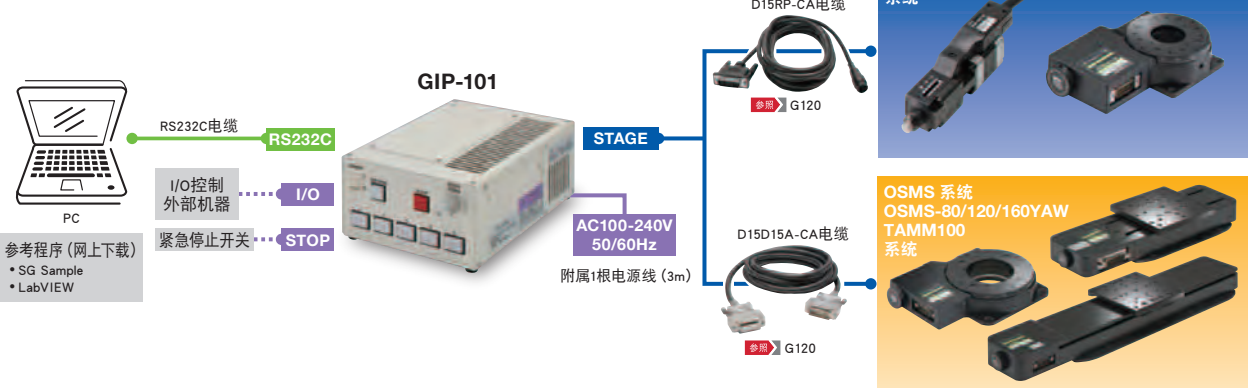 D15RP-CA电缆
系统
GIP-101
参照 G120
RS232C电缆
RS232C
STAGE
PC
I/O控制
外部机器
I/O
紧急停止开关
STOP
AC100-240V
50/60Hz
附属1根电源线（3m）
参考程序（网上下载）
• SG Sample
• LabVIEW
D15D15A-CA电缆
参照 G120
OSMS 系统
OSMS-80/120/160YAW
TAMM100
系统